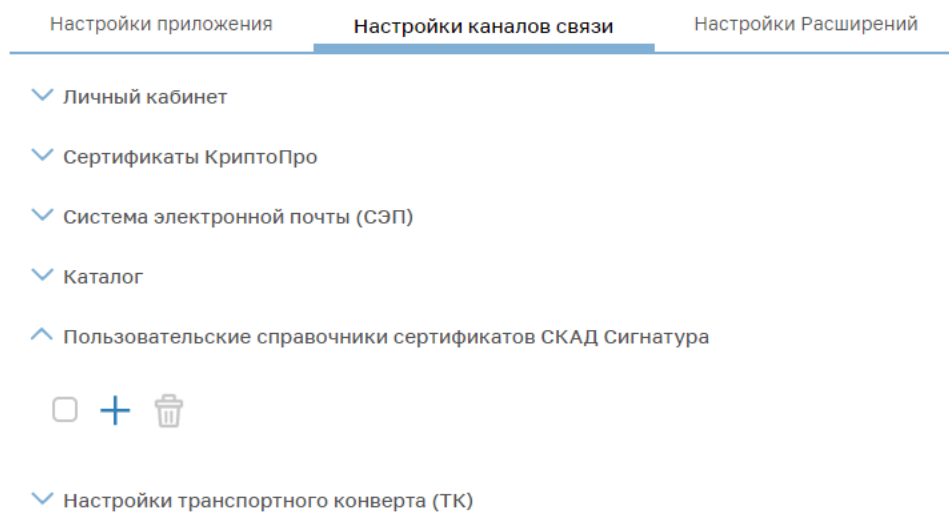 Настройки приложения Настройки каналов связи Настройки Расширений
Личный кабинет
Сертификаты КриптоПро
Система электронной почты (СЭП)
Каталог
Пользовательские справочники сертификатов СКАД Сигнатура
Настройки транспортного конверта (ТК)